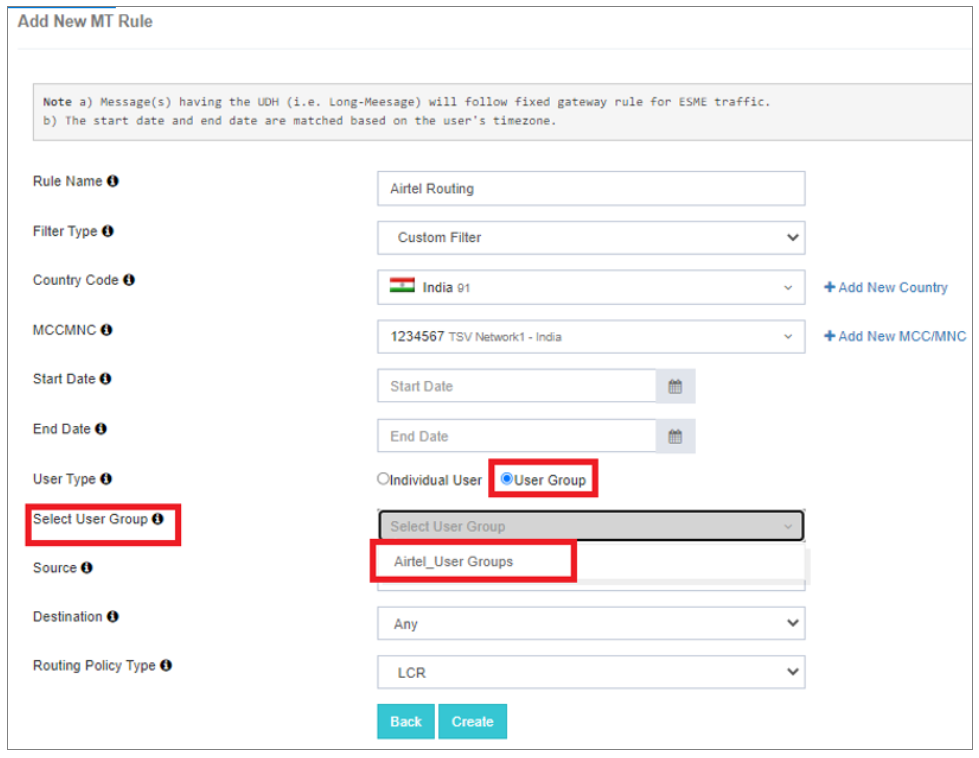 Add New MT Rule
Note a) Message(s) having the UDH (i.e. Long-Meesage) will follow fixed gateway rule for ESME traffic.
b) The start date and end date are matched based on the user's timezone.
Rule Name
Airtel Routing
Filter Type
Custom Filter
Country Code
India 91
+ Add New Country
MCCMNC
1234567 TSV Network1 - India
+ Add New MCC/MNC
Start Date
Start Date
End Date
End Date
User Type
Individual User User Group
Select User Group
Select User Group
Airtel_User Groups
Source
Destination
Any
Routing Policy Type
LCR
Back Create